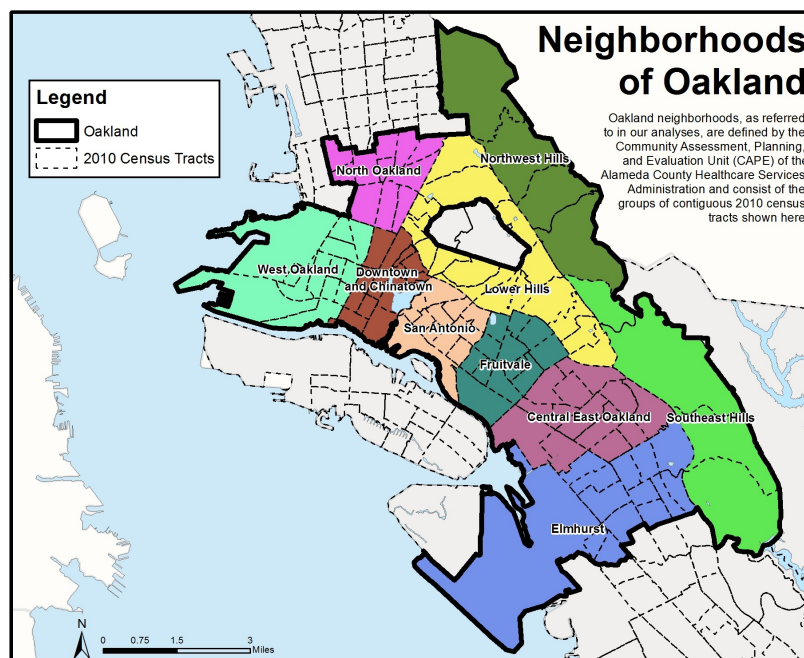 Neighborhoods
of Oakland
Oakland neighborhoods, as referred
to in our analyses, are defined by the
Community Assessment, Planning,
and Evaluation Unit (CAPE) of the
Alameda County Healthcare Services
Administration and consist of the
groups of contiguous 2010 census
tracts shown here
Legend
Oakland
2010 Census Tracts
Northwest Hills
North Oakland
West Oakland
Downtown
and Chinatown
Lower Hills
San Antonio
Fruitvale
Central East Oakland
Southeast Hills
Elmhurst
N
0 0.75 1.5 3
Miles